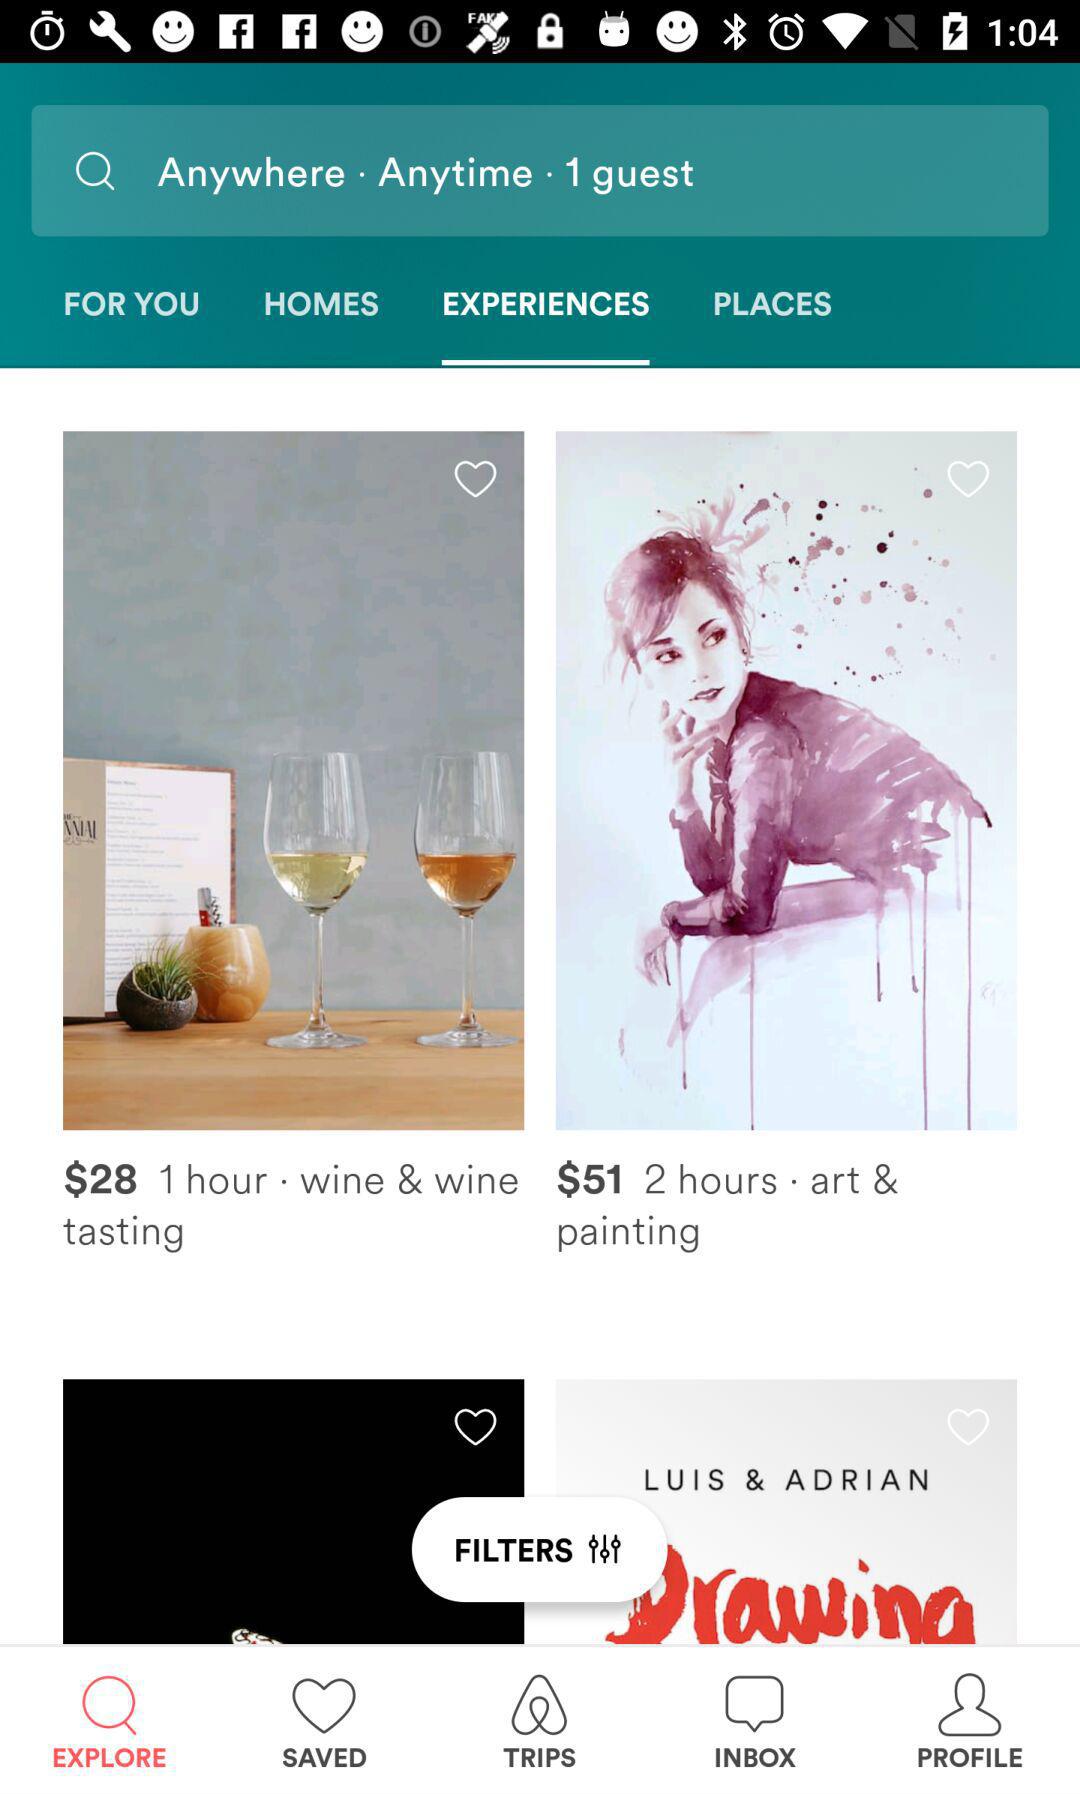 FAKE
1:04
Anywhere · Anytime · 1 guest
FOR YOU HOMES EXPERIENCES PLACES
$28 1 hour · wine & wine
tasting
$51 2 hours · art &
painting
LUIS & ADRIAN
Drawing
FILTERS
EXPLORE SAVED TRIPS INBOX PROFILE